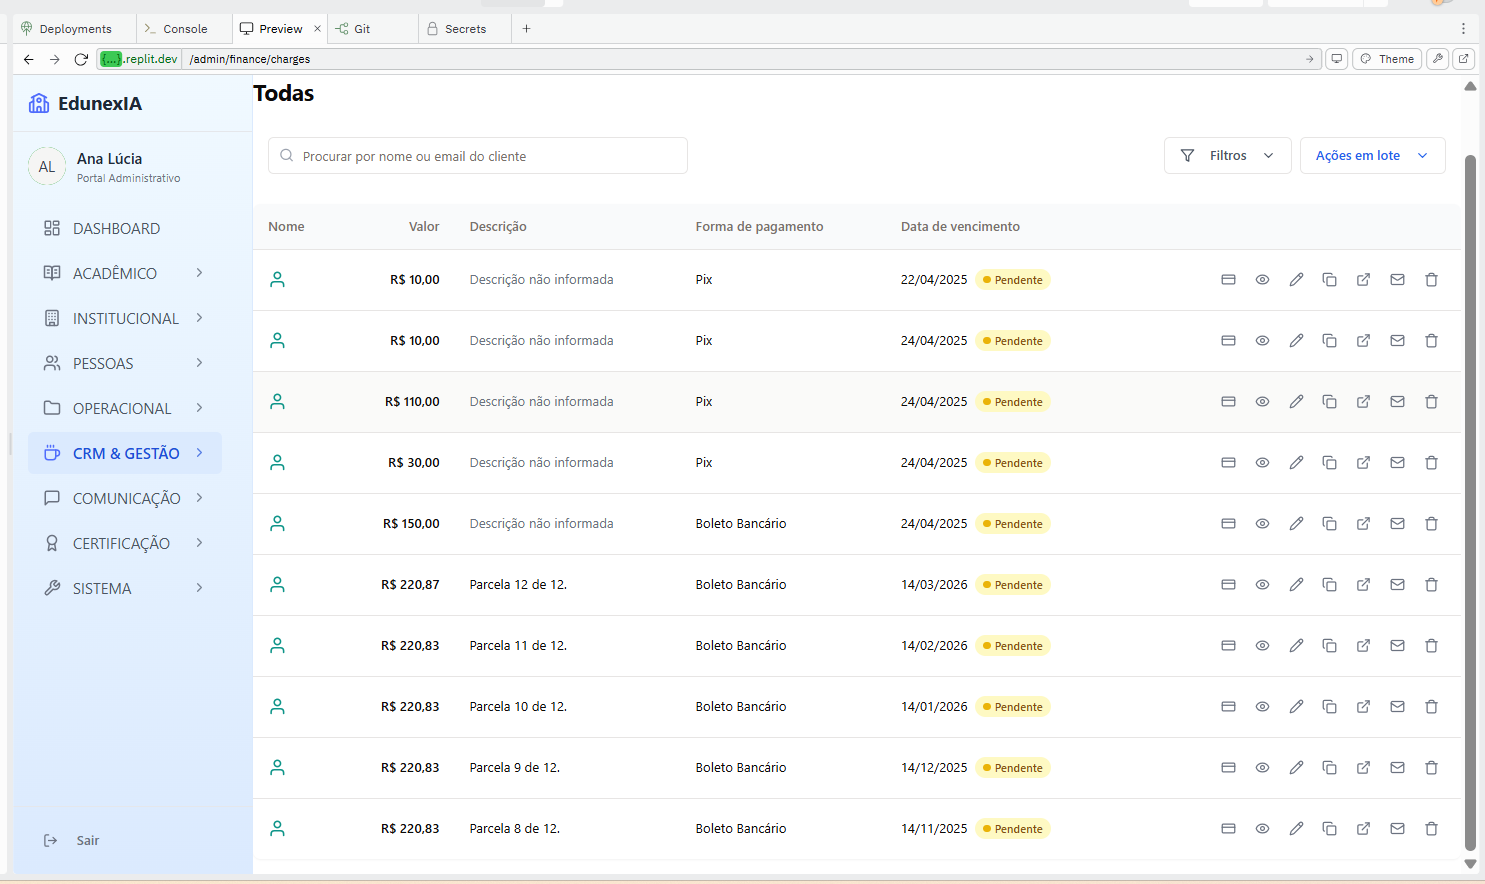 Deployments
Console
Preview
Git
Secrets
{...}.replit.dev /admin/finance/charges
Theme
EdunexIA
AL
Ana Lúcia
Portal Administrativo
DASHBOARD
ACADÊMICO
INSTITUCIONAL
PESSOAS
OPERACIONAL
CRM & GESTÃO
COMUNICAÇÃO
CERTIFICAÇÃO
SISTEMA
Sair
Todas
Procurar por nome ou email do cliente
Filtros
Ações em lote
Nome Valor Descrição Forma de pagamento Data de vencimento
R$ 10,00 Descrição não informada Pix 22/04/2025 Pendente
R$ 10,00 Descrição não informada Pix 24/04/2025 Pendente
R$ 110,00 Descrição não informada Pix 24/04/2025 Pendente
R$ 30,00 Descrição não informada Pix 24/04/2025 Pendente
R$ 150,00 Descrição não informada Boleto Bancário 24/04/2025 Pendente
R$ 220,87 Parcela 12 de 12. Boleto Bancário 14/03/2026 Pendente
R$ 220,83 Parcela 11 de 12. Boleto Bancário 14/02/2026 Pendente
R$ 220,83 Parcela 10 de 12. Boleto Bancário 14/01/2026 Pendente
R$ 220,83 Parcela 9 de 12. Boleto Bancário 14/12/2025 Pendente
R$ 220,83 Parcela 8 de 12. Boleto Bancário 14/11/2025 Pendente